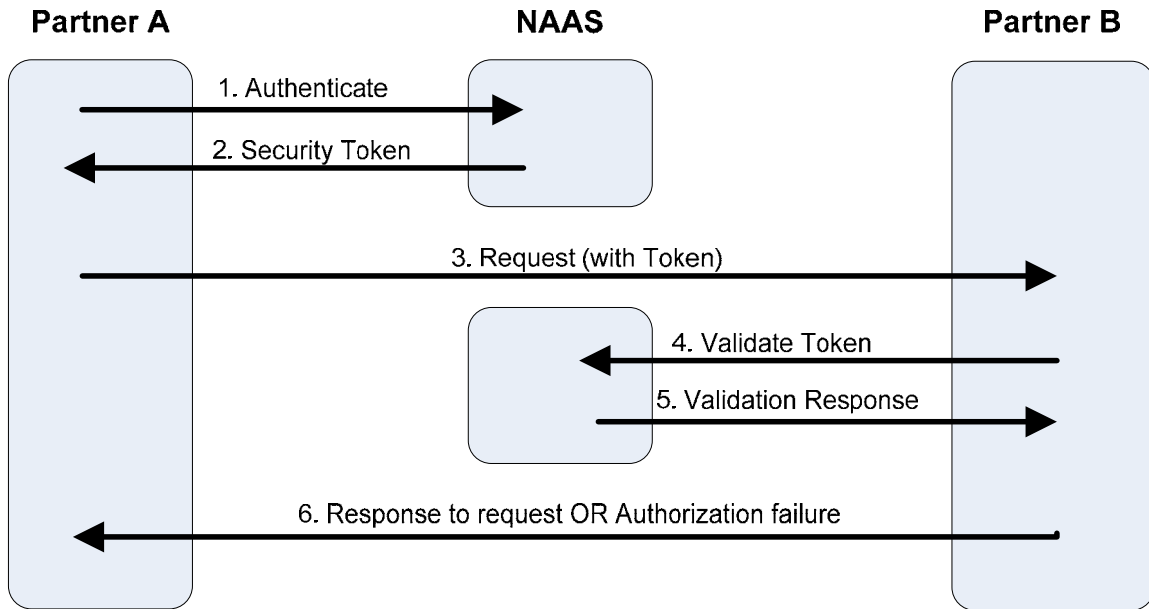 Partner A
NAAS
Partner B
1. Authenticate
2. Security Token
3. Request (with Token)
4. Validate Token
5. Validation Response
6. Response to request OR Authorization failure